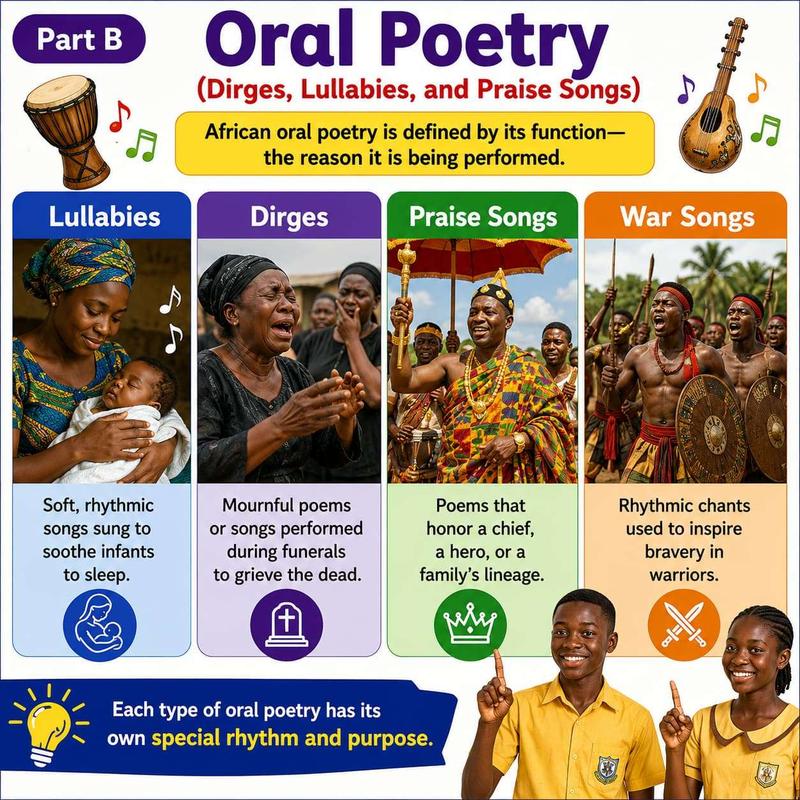 Part B
Oral Poetry
(Dirges, Lullabies, and Praise Songs)
African oral poetry is defined by its function—
the reason it is being performed.
Lullabies
Soft, rhythmic
songs sung to
soothe infants
to sleep.
Dirges
Mournful poems
or songs performed
during funerals
to grieve the dead.
Praise Songs
Poems that
honor a chief,
a hero, or a
family's lineage.
War Songs
Rhythmic chants
used to inspire
bravery in
warriors.
Each type of oral poetry has its
own special rhythm and purpose.